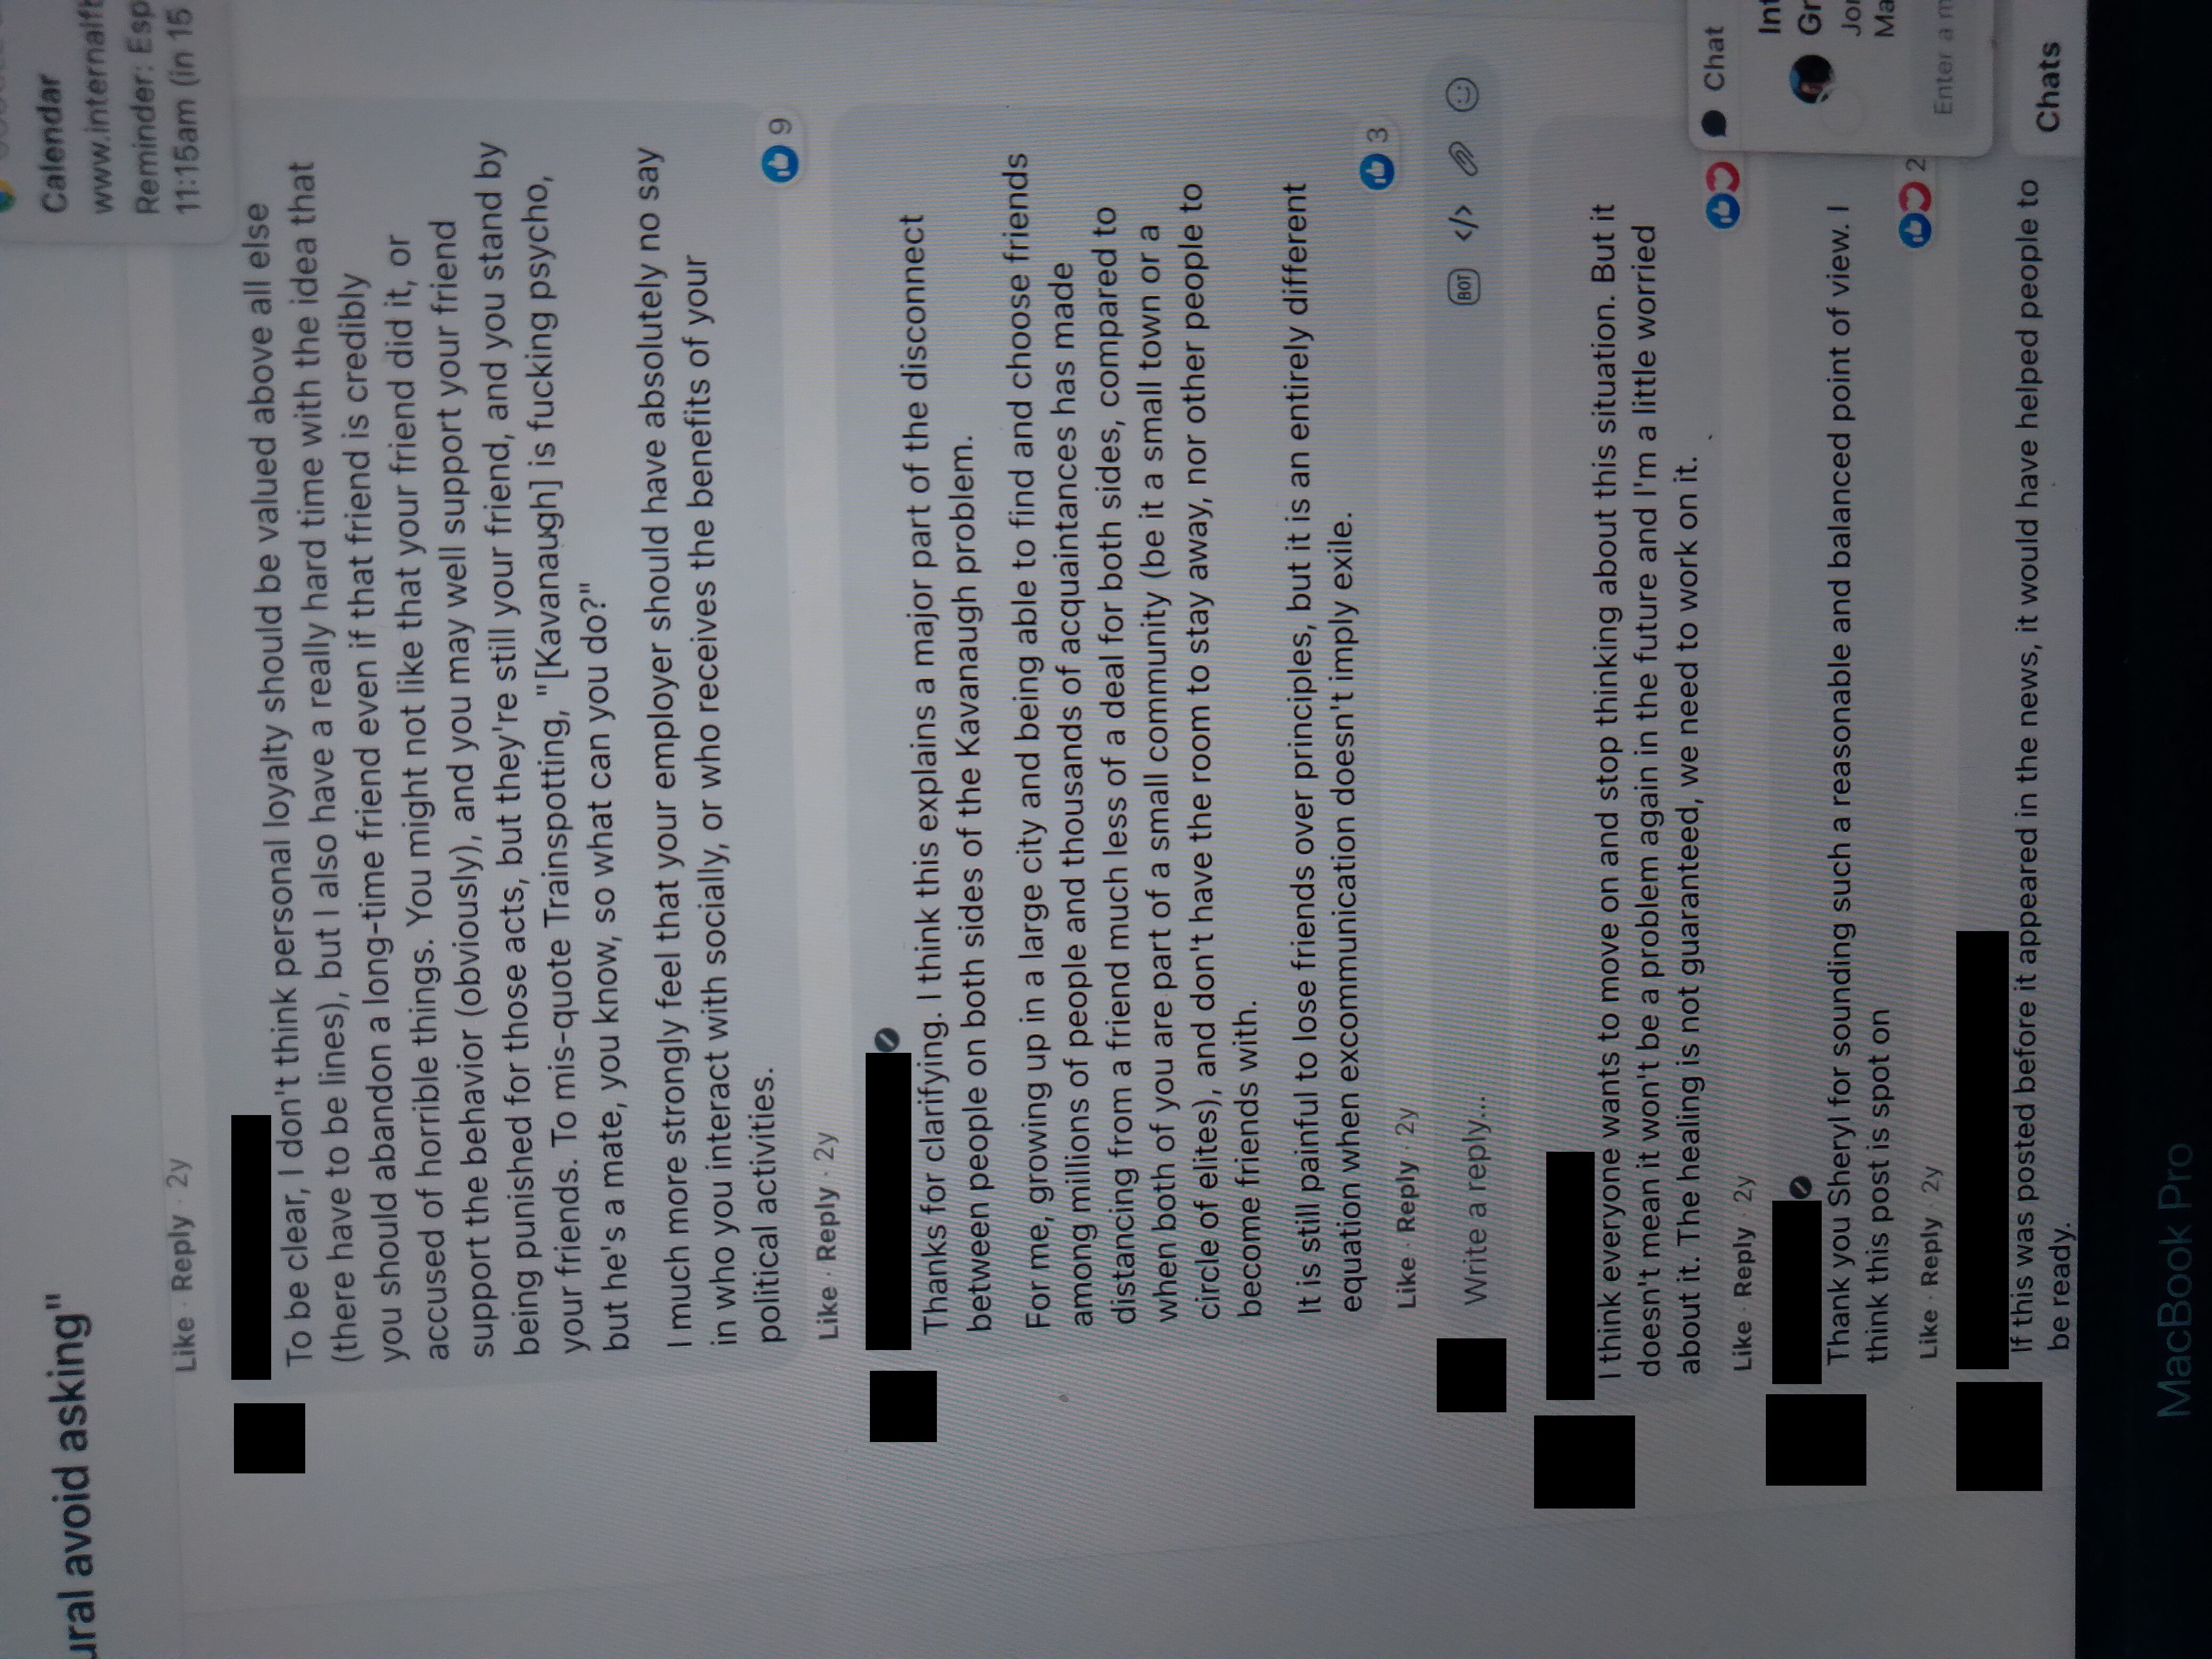 Calendar
www.internalf
Reminder: Esp
11:15am (in 15
ural avoid asking"
Like · Reply · 2y
To be clear, I don't think personal loyalty should be valued above all else
(there have to be lines), but I also have a really hard time with the idea that
you should abandon a long-time friend even if that friend is credibly
accused of horrible things. You might not like that your friend did it, or
support the behavior (obviously), and you may well support your friend
being punished for those acts, but they're still your friend, and you stand by
your friends. To mis-quote Trainspotting, "[Kavanaugh] is fucking psycho,
but he's a mate, you know, so what can you do?"
I much more strongly feel that your employer should have absolutely no say
in who you interact with socially, or who receives the benefits of your
political activities.
9
Like · Reply · 2y
Thanks for clarifying. I think this explains a major part of the disconnect
between people on both sides of the Kavanaugh problem.
For me, growing up in a large city and being able to find and choose friends
among millions of people and thousands of acquaintances has made
distancing from a friend much less of a deal for both sides, compared to
when both of you are part of a small community (be it a small town or a
circle of elites), and don't have the room to stay away, nor other people to
become friends with.
It is still painful to lose friends over principles, but it is an entirely different
equation when excommunication doesn't imply exile.
3
Like · Reply · 2y
Write a reply...
BOT </>
I think everyone wants to move on and stop thinking about this situation. But it
doesn't mean it won't be a problem again in the future and I'm a little worried
about it. The healing is not guaranteed, we need to work on it.
Like · Reply · 2y
Thank you Sheryl for sounding such a reasonable and balanced point of view. I
think this post is spot on
2
Like · Reply · 2y
If this was posted before it appeared in the news, it would have helped people to
be ready.
Chat
Int
Gr
Jor
Ma
Enter a m
Chats
MacBook Pro